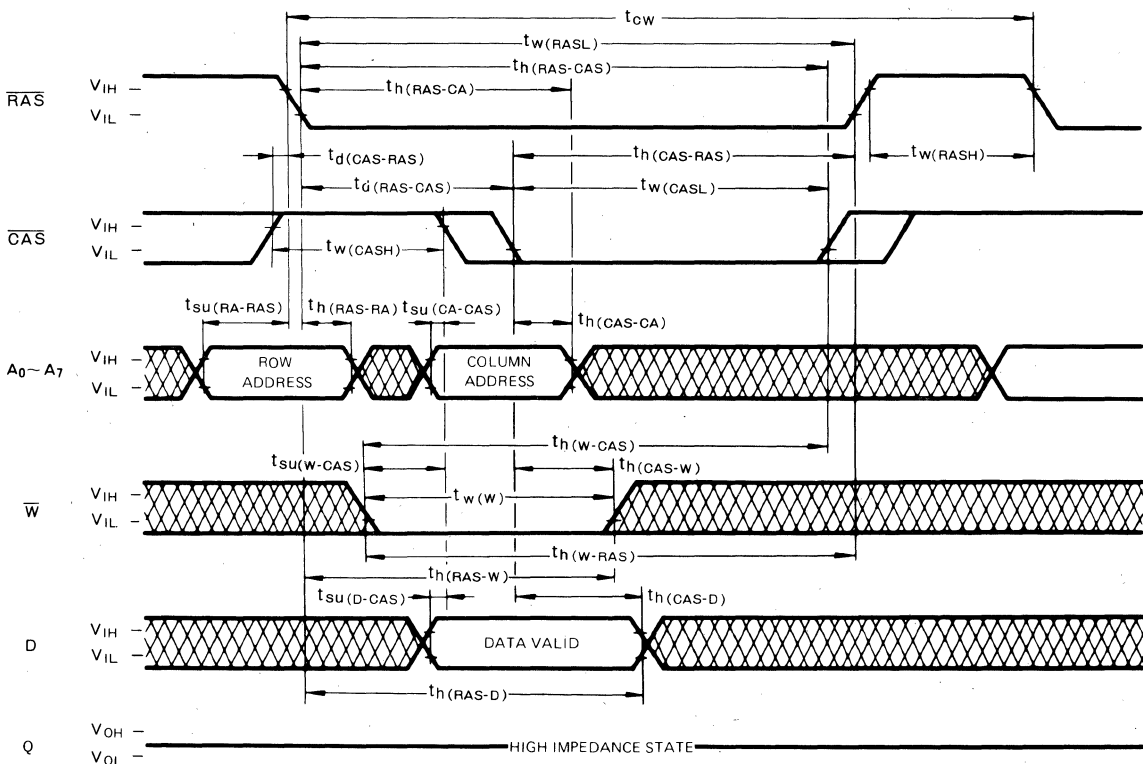 tCW
tw(RASL)
th(RAS-CAS)
th(RAS-CA)
RAS
VIH
VIL
td(CAS-RAS)
th(CAS-RAS)
tw(RASH)
td(RAS-CAS)
tw(CASL)
CAS
VIH
VIL
tw(CASH)
tsu(RA-RAS)
th(RAS-RA)
tsu(CA-CAS)
th(CAS-CA)
A0~A7
VIH
VIL
ROW
ADDRESS
COLUMN
ADDRESS
th(W-CAS)
tsu(W-CAS)
th(CAS-W)
W
VIH
VIL
tw(W)
th(W-RAS)
th(RAS-W)
tsu(D-CAS)
th(CAS-D)
D
VIH
VIL
DATA VALID
th(RAS-D)
Q
VOH
VOL
HIGH IMPEDANCE STATE